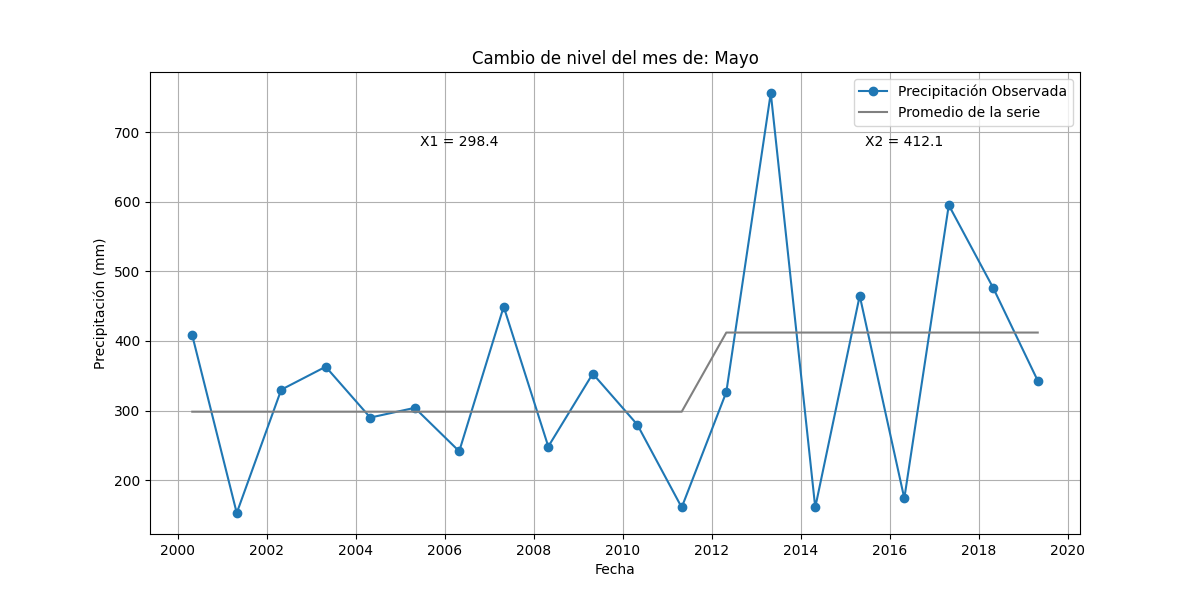 Cambio de nivel del mes de: Mayo
Precipitación Observada
Promedio de la serie
X1 = 298.4
X2 = 412.1
Precipitación (mm)
700
600
500
400
300
200
2000 2002 2004 2006 2008 2010 2012 2014 2016 2018 2020
Fecha